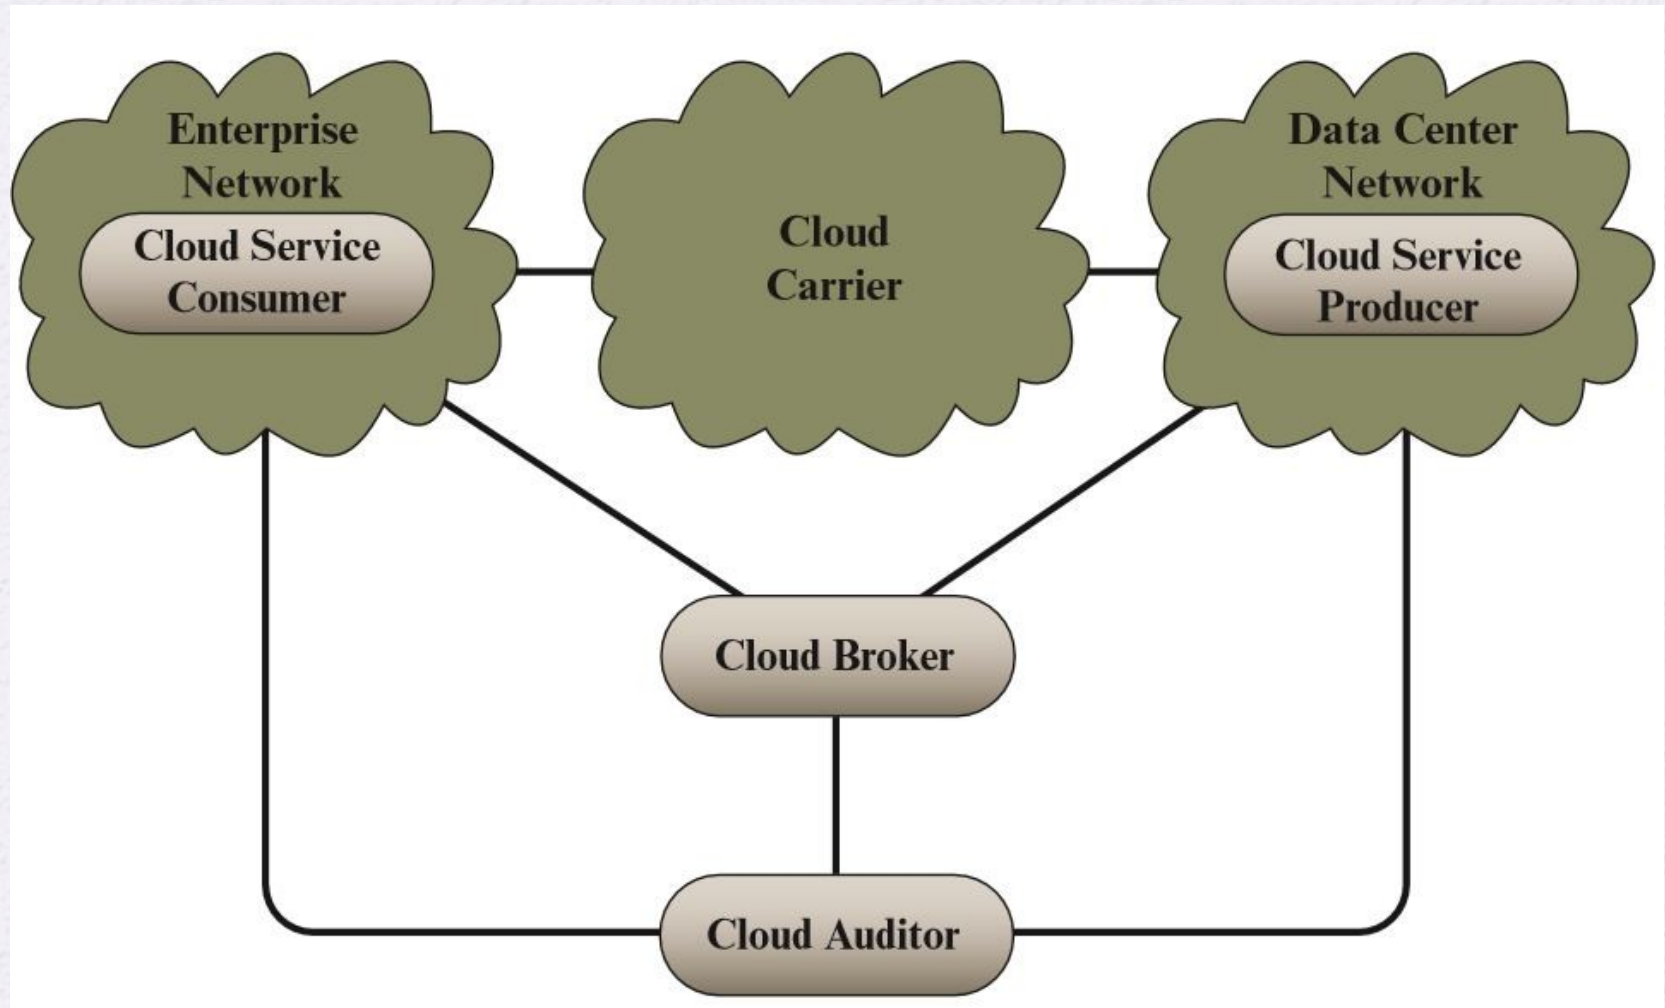 Enterprise
Network
Cloud Service
Consumer
Cloud
Carrier
Data Center
Network
Cloud Service
Producer
Cloud Broker
Cloud Auditor